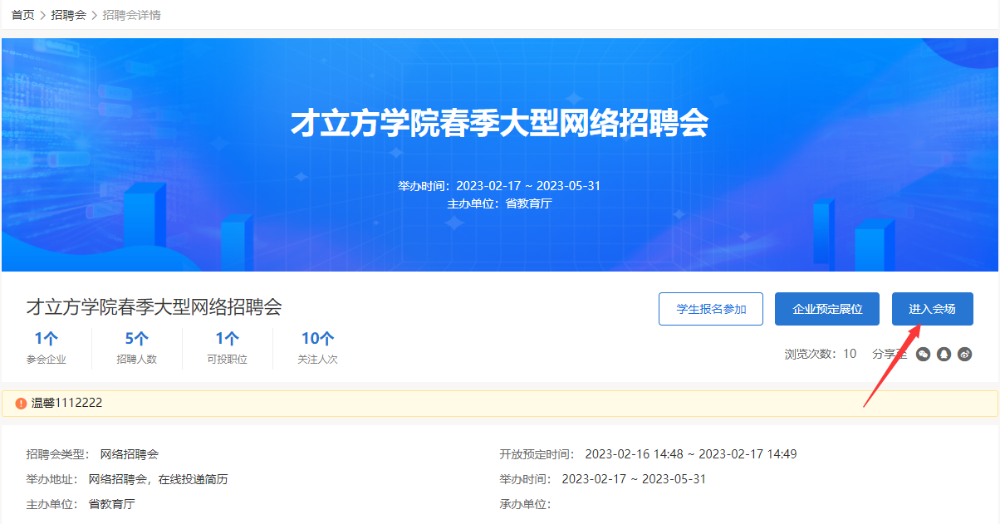 首页 > 招聘会 > 招聘会详情
才立方学院春季大型网络招聘会
举办时间：2023-02-17 ~ 2023-05-31
主办单位：省教育厅
才立方学院春季大型网络招聘会
学生报名参加 企业预定展位 进入会场
1个 5个 1个 10个
参会企业 招聘人数 可投职位 关注人次
浏览次数：10 分享至
温馨1112222
招聘会类型： 网络招聘会 开放预定时间： 2023-02-16 14:48 ~ 2023-02-17 14:49
举办地址： 网络招聘会，在线投递简历 举办时间： 2023-02-17 ~ 2023-05-31
主办单位： 省教育厅 承办单位：